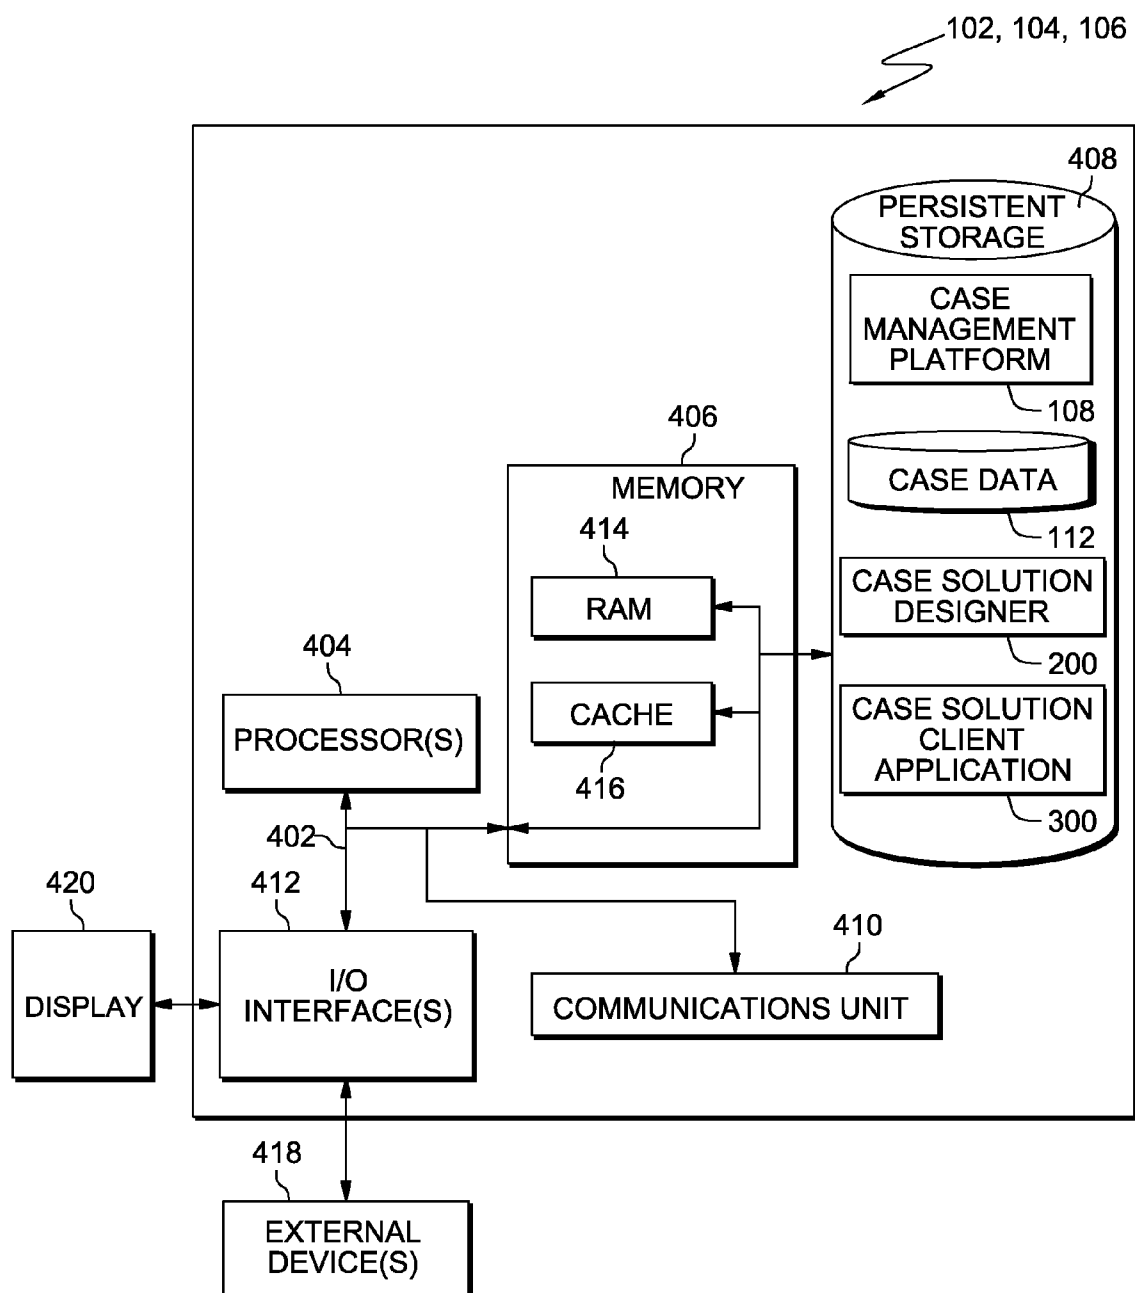 102, 104, 106
408
PERSISTENT
STORAGE
CASE
MANAGEMENT
PLATFORM
108
406
MEMORY
CASE DATA
112
414
RAM
CASE SOLUTION
DESIGNER
200
404
PROCESSOR(S)
CACHE
416
CASE SOLUTION
CLIENT
APPLICATION
300
402
420
412
410
DISPLAY
I/O
INTERFACE(S)
COMMUNICATIONS UNIT
418
EXTERNAL
DEVICE(S)